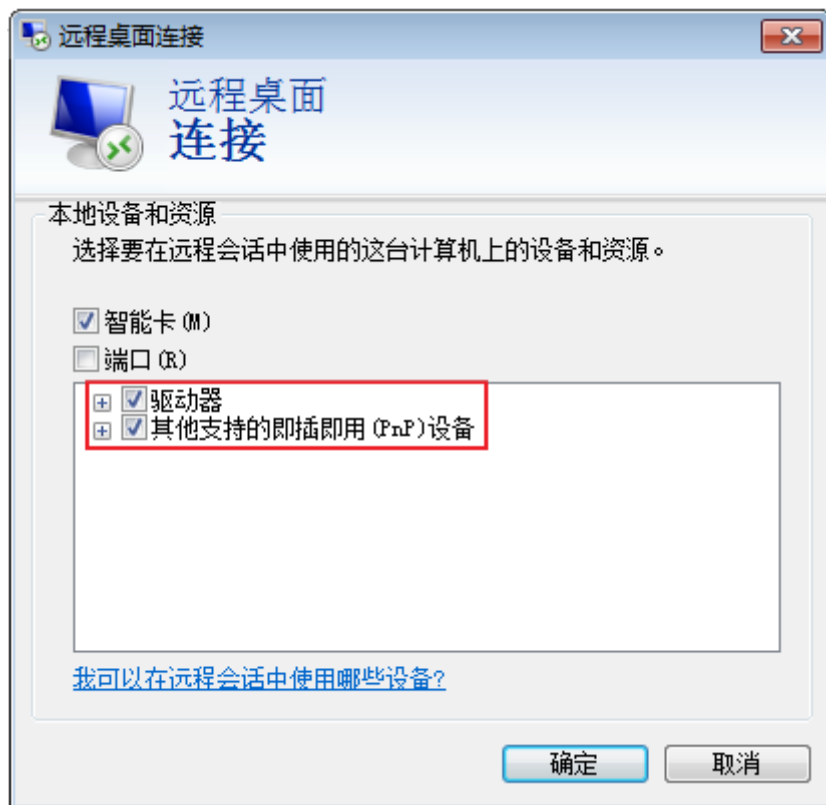 远程桌面连接
远程桌面
连接
本地设备和资源
选择要在远程会话中使用的这台计算机上的设备和资源。
智能卡(M)
端口(R)
驱动器
其他支持的即插即用(PnP)设备
我可以在远程会话中使用哪些设备?
确定
取消